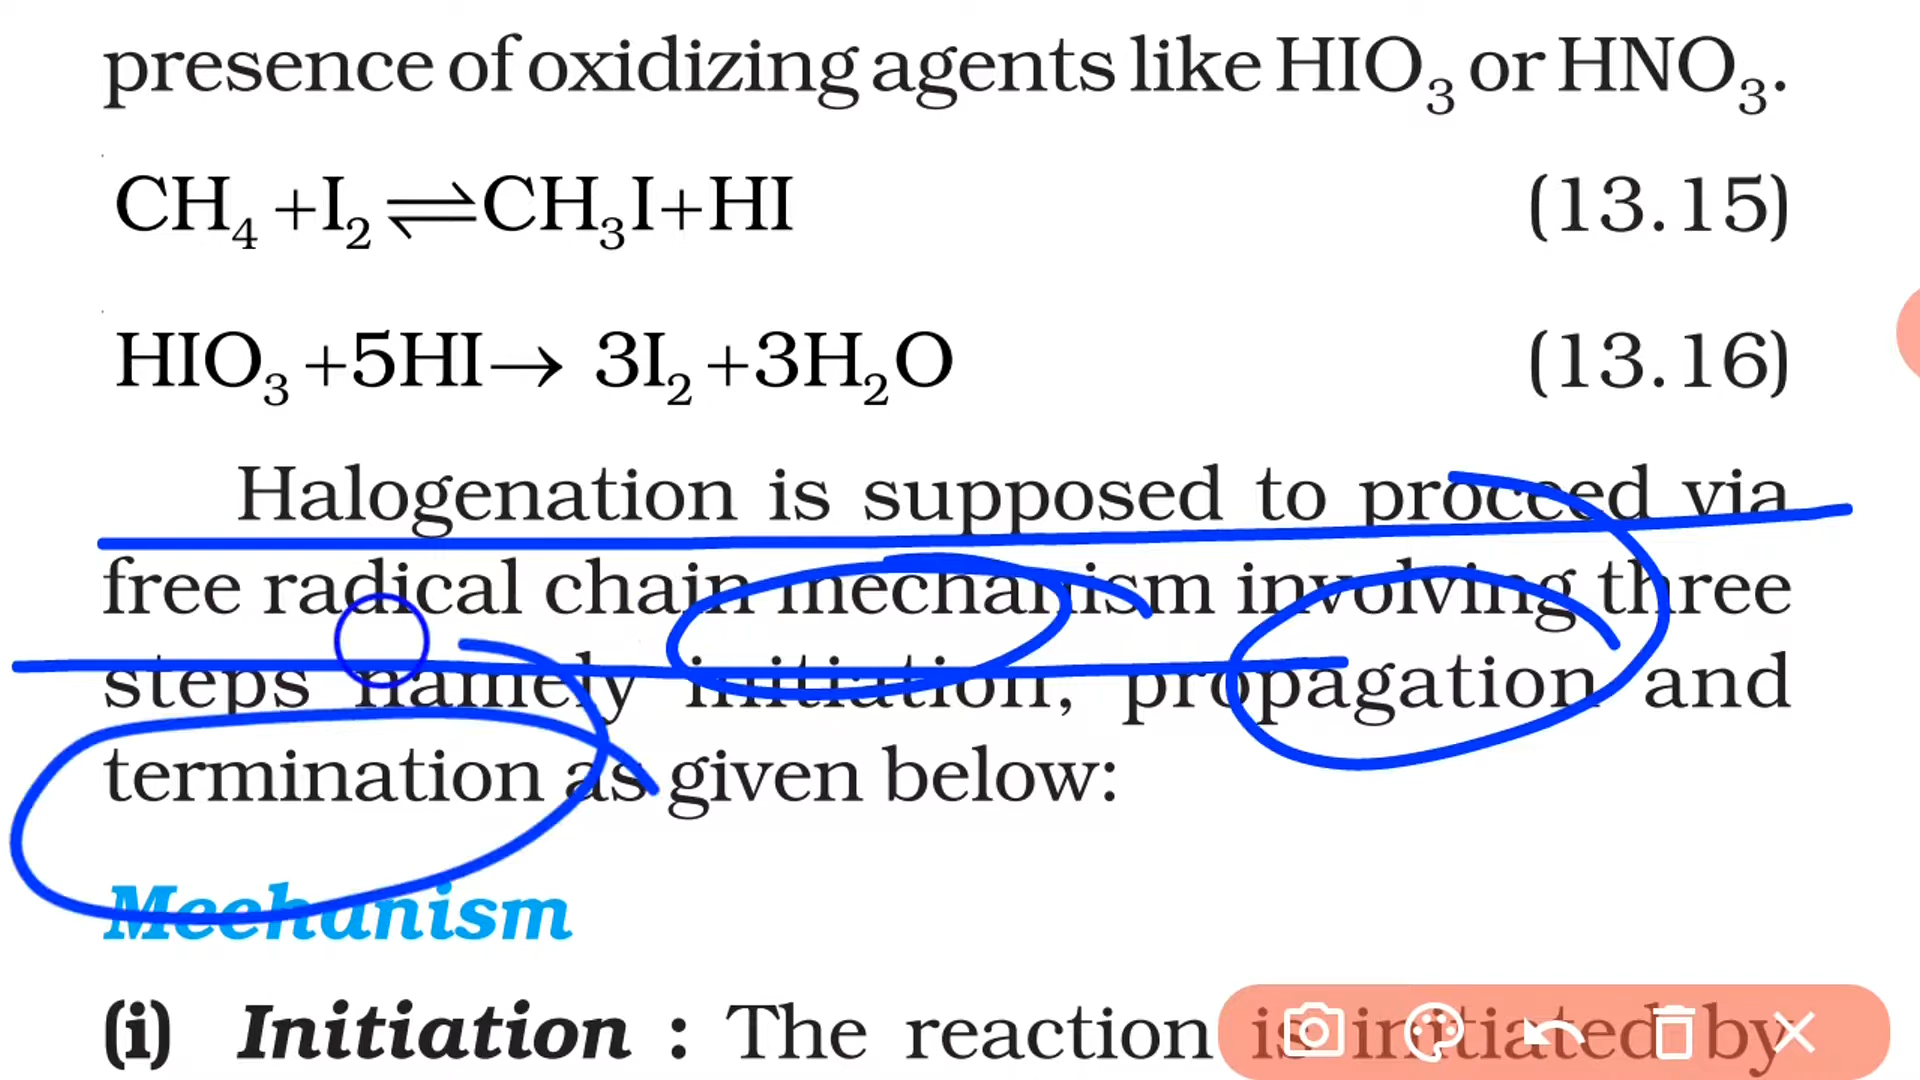 presence of oxidizing agents like HIO₃ or HNO₃.
CH₄ +I₂ ⇌ CH₃I+HI (13.15)
HIO₃ +5HI→ 3I₂ +3H₂O (13.16)
Halogenation is supposed to proceed via
free radical chain mechanism involving three
steps namely initiation, propagation and
termination as given below:
Mechanism
(i) Initiation : The reaction is initiated by